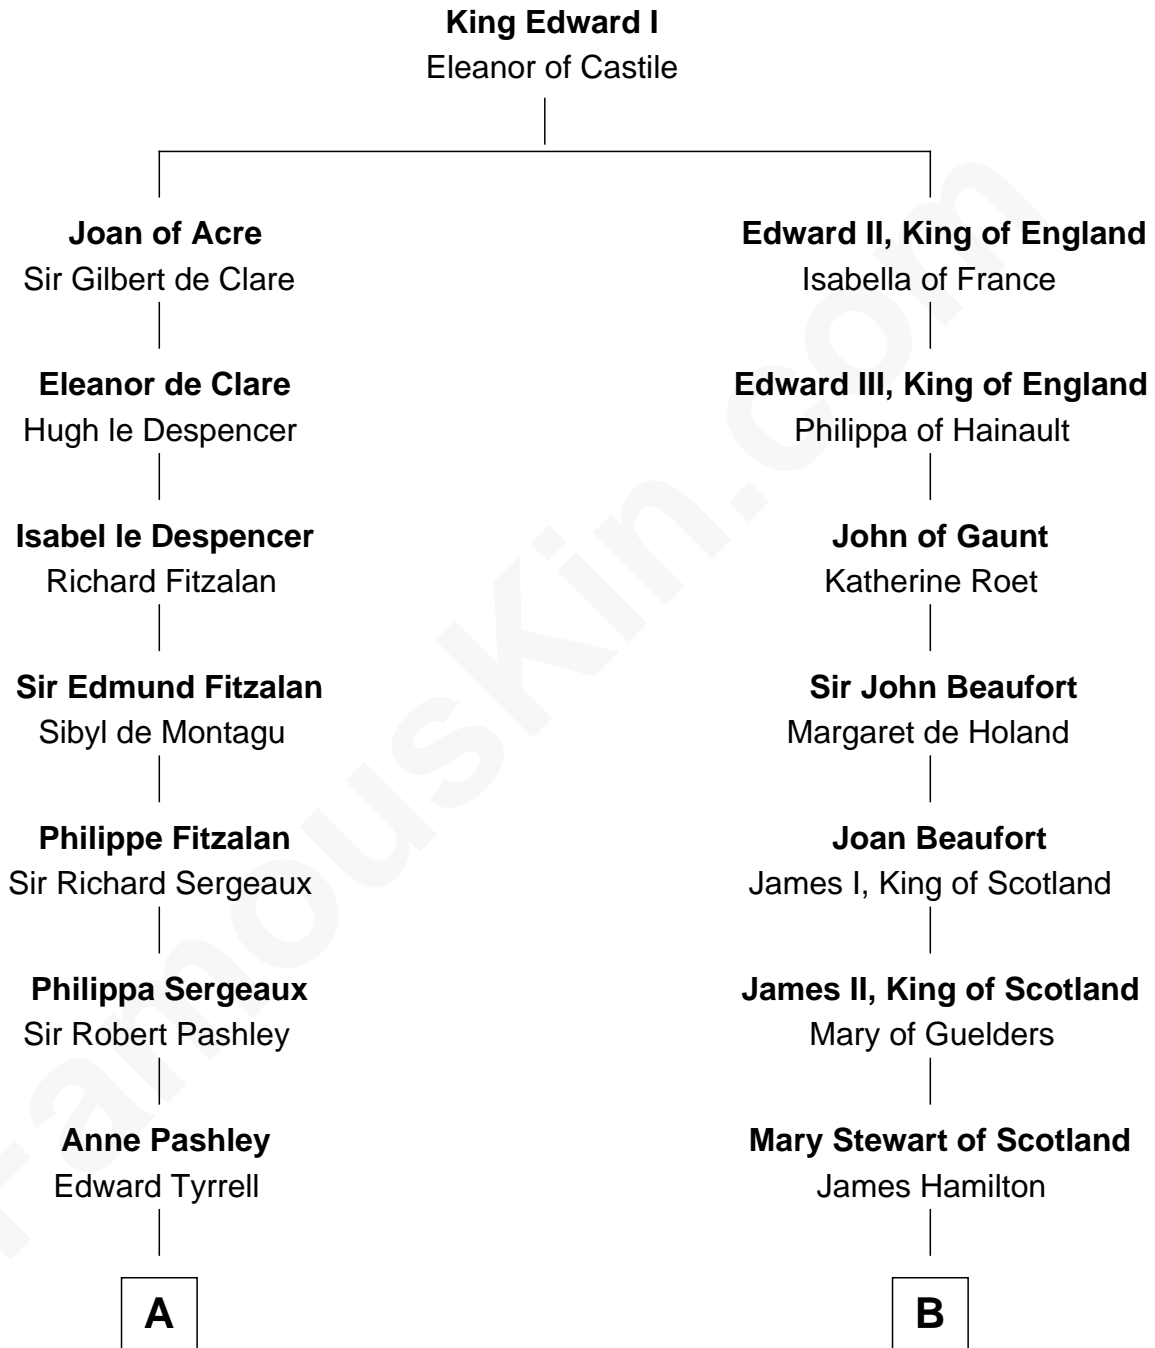 King Edward I
Eleanor of Castile
Joan of Acre
Sir Gilbert de Clare
Edward II, King of England
Isabella of France
Eleanor de Clare
Hugh le Despencer
Edward III, King of England
Philippa of Hainault
Isabel le Despencer
Richard Fitzalan
John of Gaunt
Katherine Roet
Sir Edmund Fitzalan
Sibyl de Montagu
Sir John Beaufort
Margaret de Holand
Philippe Fitzalan
Sir Richard Sergeaux
Joan Beaufort
James I, King of Scotland
Philippa Sergeaux
Sir Robert Pashley
James II, King of Scotland
Mary of Guelders
Anne Pashley
Edward Tyrrell
Mary Stewart of Scotland
James Hamilton
A
B
FamousKin.com